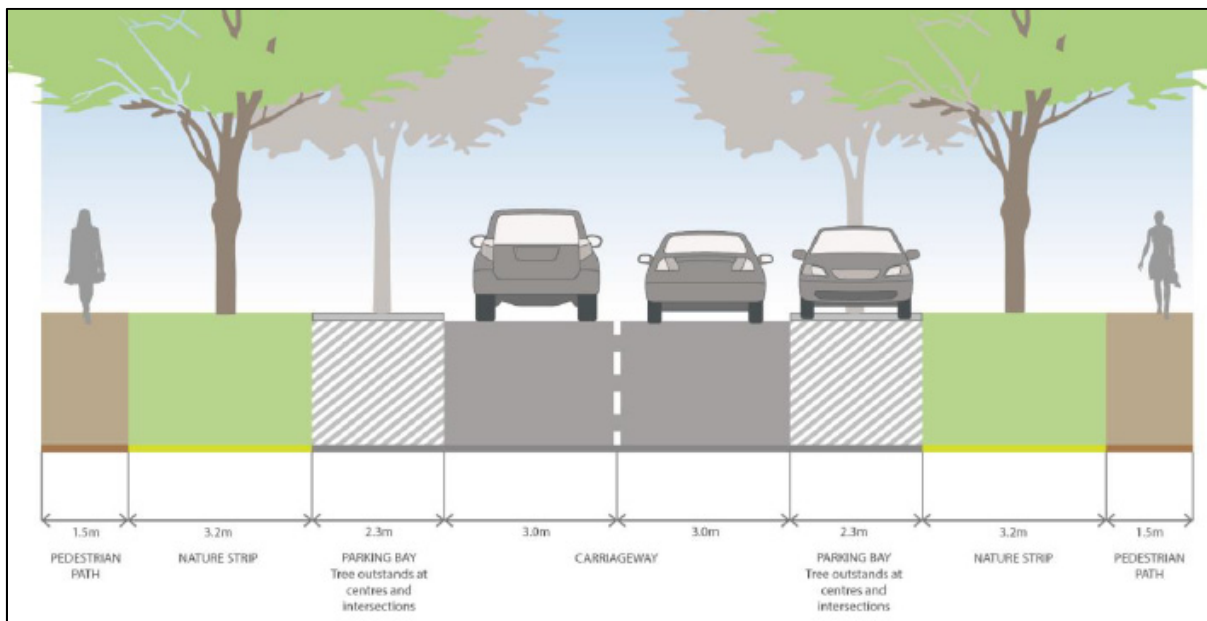 1.5m 3.2m 2.3m 3.0m 3.0m 2.3m 3.2m 1.5m
PEDESTRIAN
PATH
NATURE STRIP
PARKING BAY
Tree outstands at
centres and
intersections
CARRIAGEWAY
PARKING BAY
Tree outstands at
centres and
intersections
NATURE STRIP
PEDESTRIAN
PATH